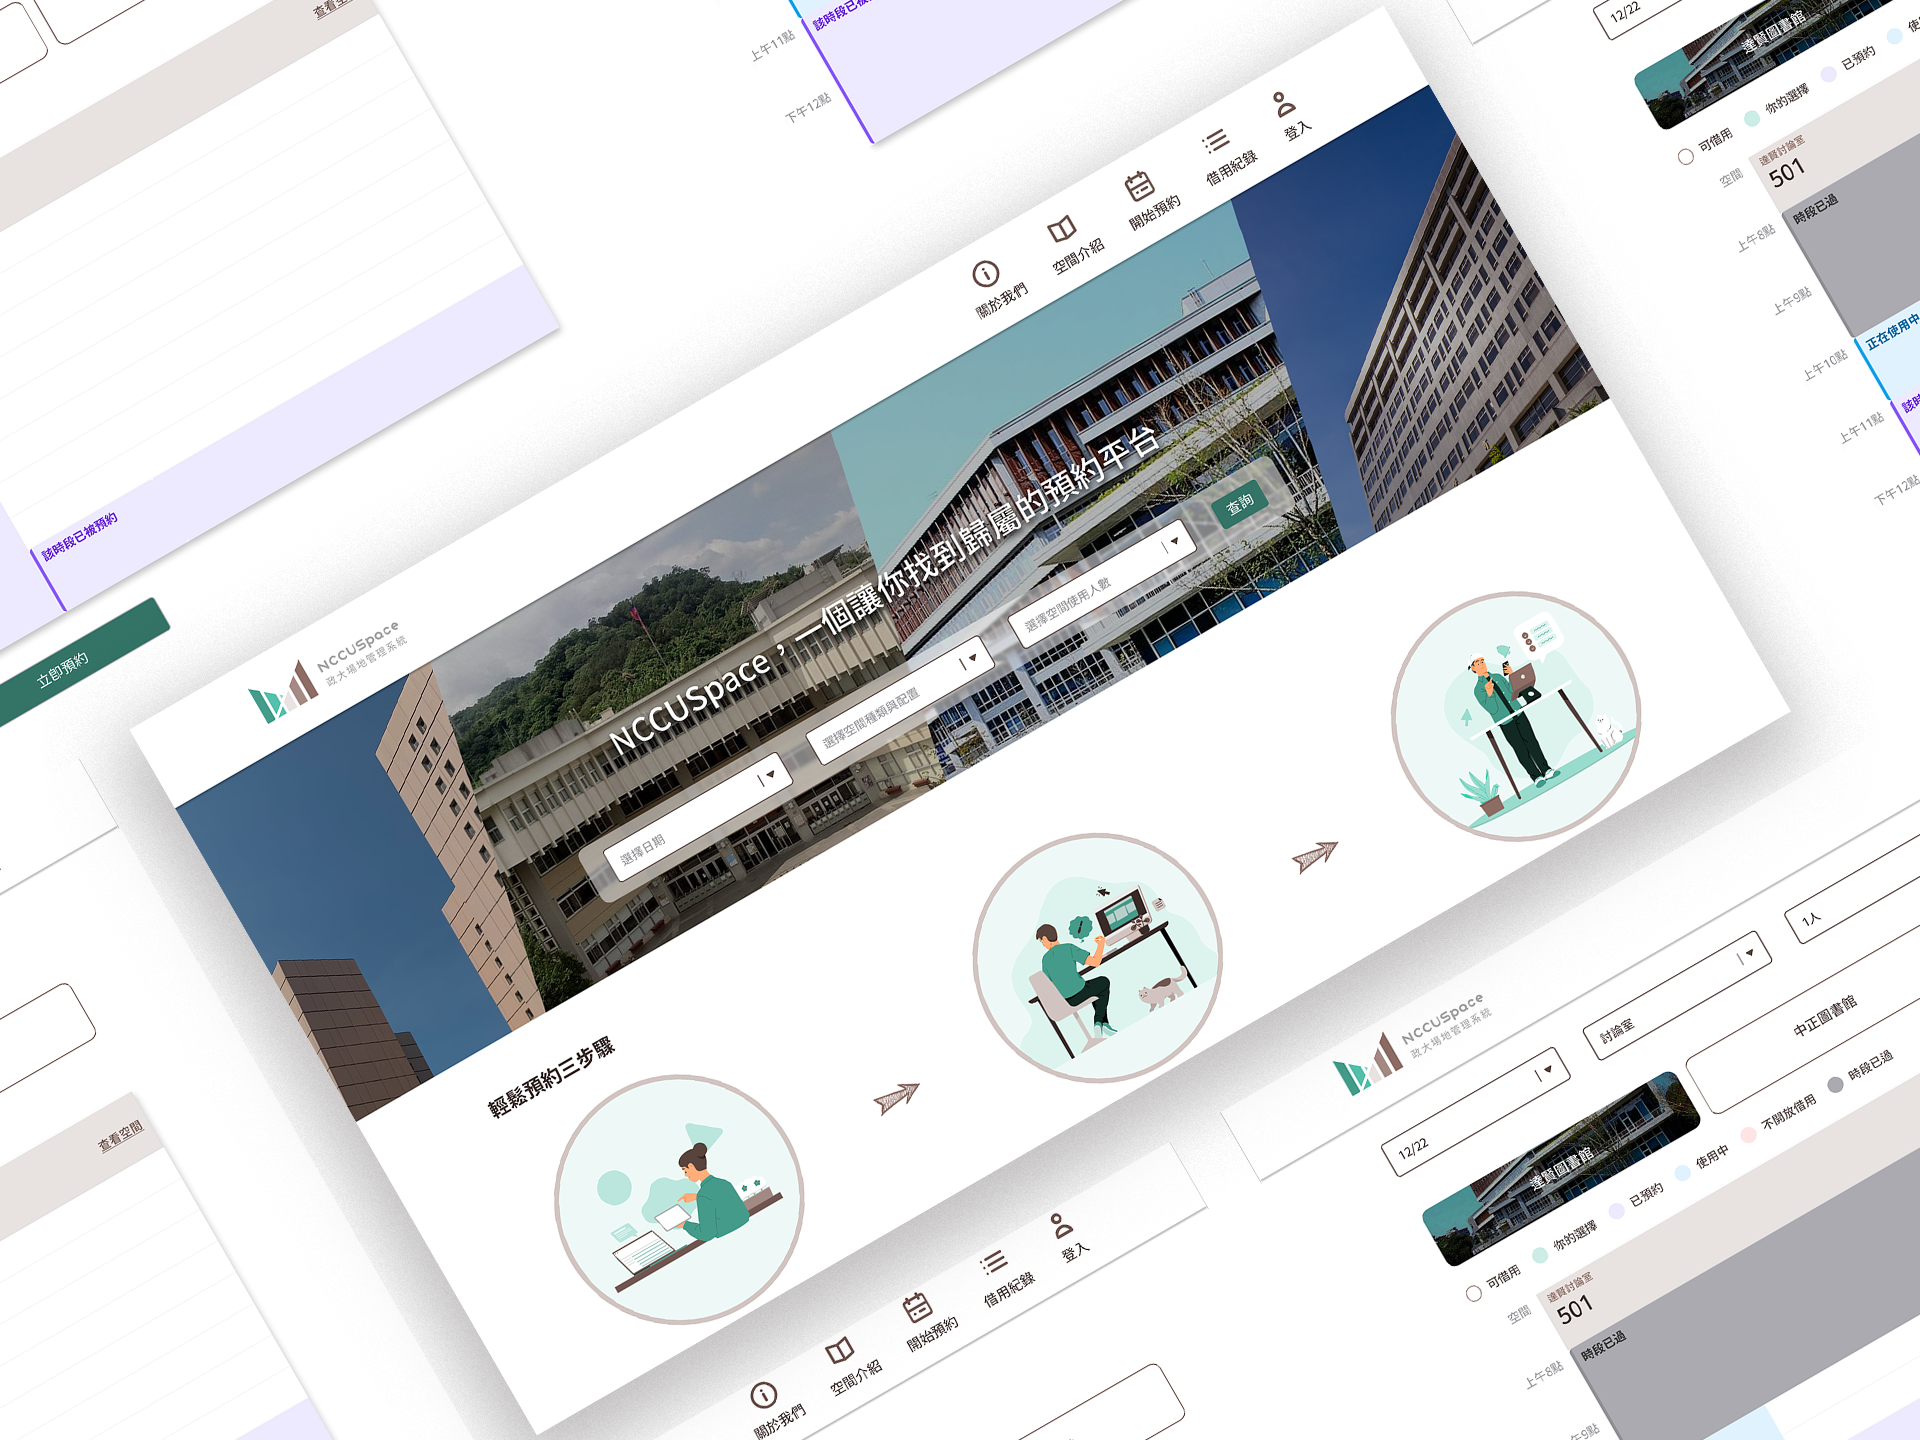 查看空
該時段已被預約
立即預約
查看空間
上午11點
下午12點
該時段已被
NCCUSpace
政大場地管理系統
關於我們
空間介紹
開始預約
借用紀錄
登入
NCCUSpace，一個讓你找到歸屬的預約平台
選擇日期
選擇空間種類與配置
選擇空間使用人數
查詢
輕鬆預約三步驟
12/22
達賢圖書館
可借用
你的選擇
已預約
使
空間
達賢討論室
501
時段已過
上午8點
上午9點
上午10點
上午11點
下午12點
正在使用中
該時
NCCUSpace
政大場地管理系統
12/22
討論室
1人
達賢圖書館
中正圖書館
可借用
你的選擇
已預約
使用中
不開放借用
時段已過
空間
達賢討論室
501
時段已過
上午8點
午9點
關於我們
空間介紹
開始預約
借用紀錄
登入